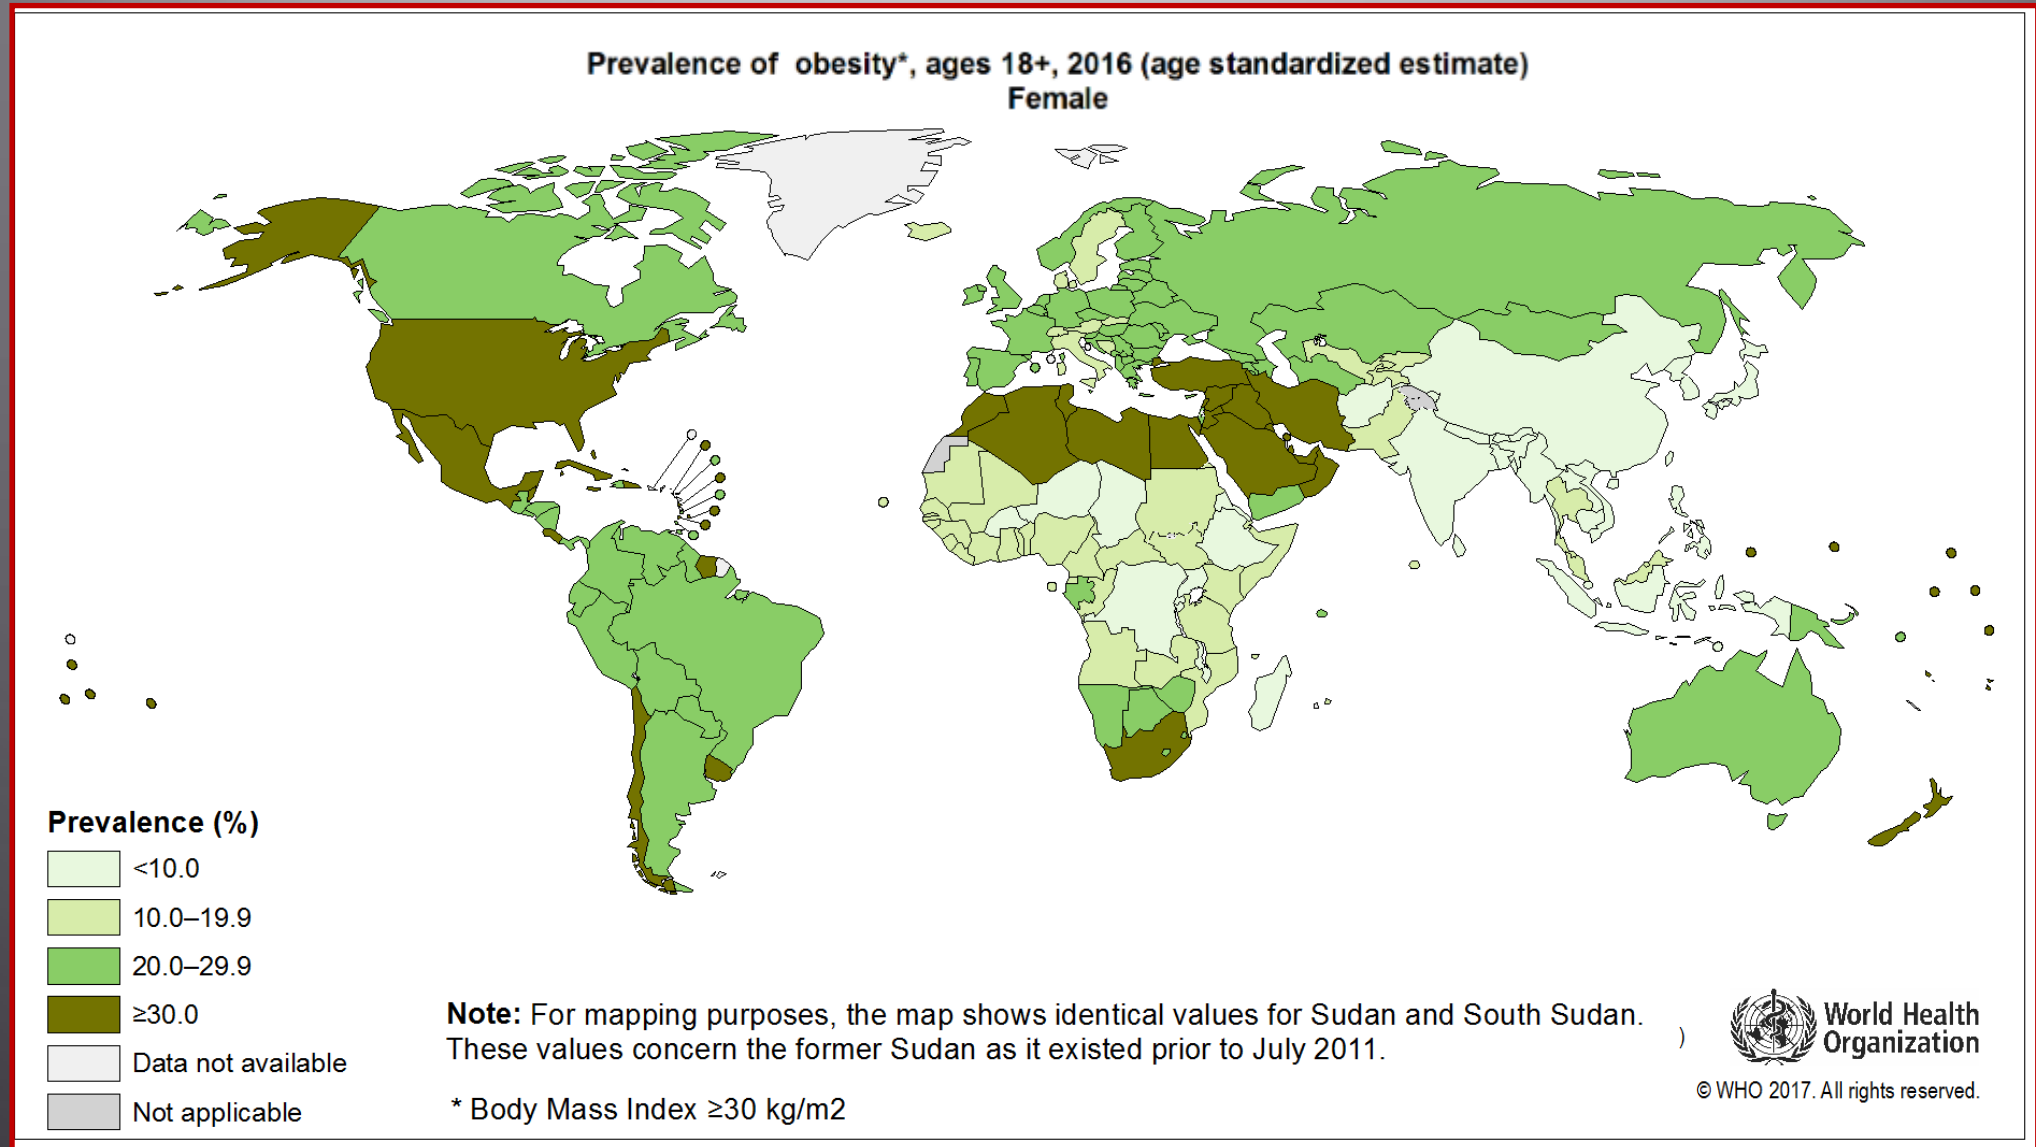 Prevalence of obesity*, ages 18+, 2016 (age standardized estimate)
Female
Prevalence (%)
<10.0
10.0–19.9
20.0–29.9
≥30.0
Data not available
Not applicable
Note: For mapping purposes, the map shows identical values for Sudan and South Sudan.
These values concern the former Sudan as it existed prior to July 2011.
* Body Mass Index ≥30 kg/m2
)
World Health
Organization
© WHO 2017. All rights reserved.